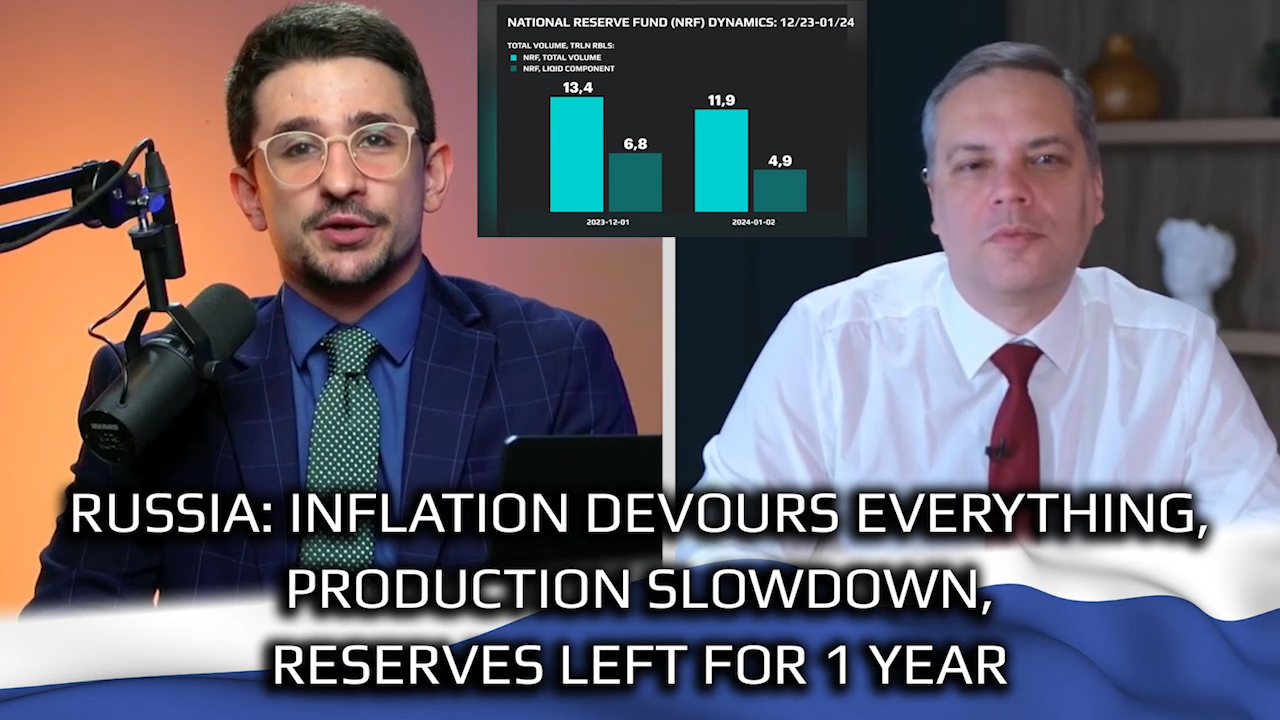 NATIONAL RESERVE FUND (NRF) DYNAMICS: 12/23-01/24
TOTAL VOLUME, TRLN RBLS:
NRF, TOTAL VOLUME
NRF, LIQID COMPONENT
13,4
6,8
11,9
4,9
2023-12-01
2024-01-02
RUSSIA: INFLATION DEVOURS EVERYTHING,
PRODUCTION SLOWDOWN,
RESERVES LEFT FOR 1 YEAR